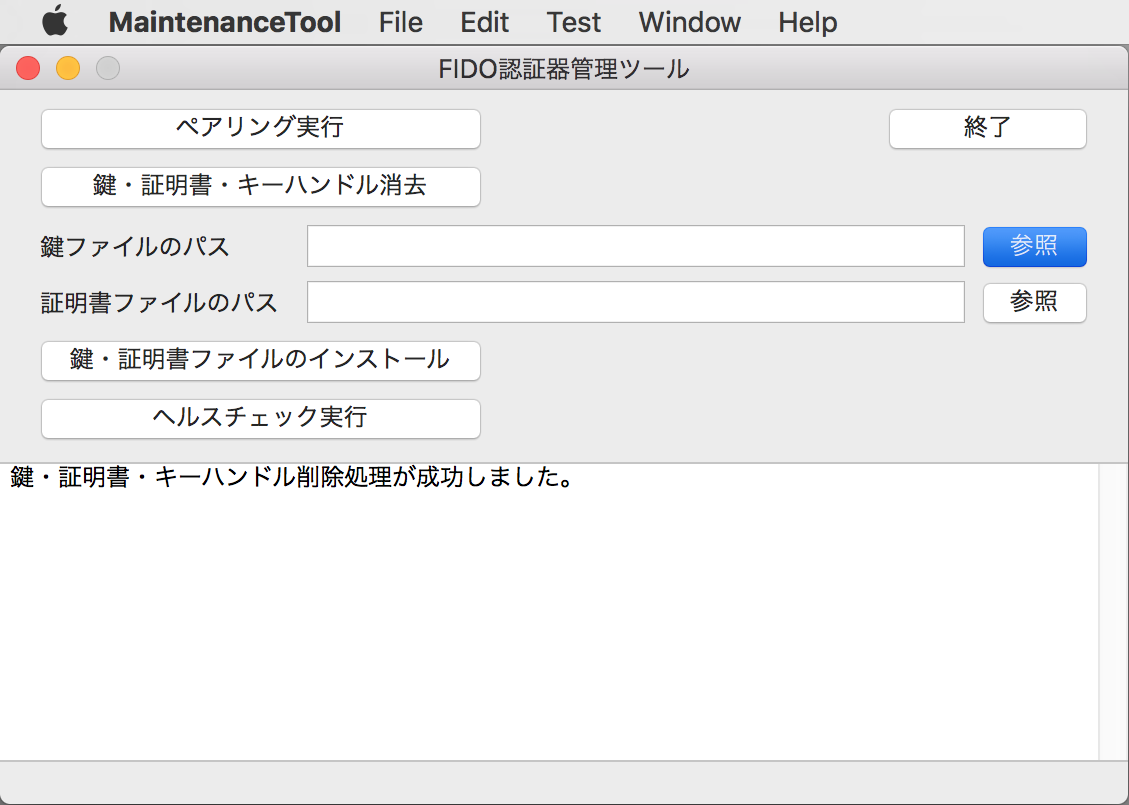 MaintenanceTool File Edit Test Window Help
FIDO認証器管理ツール
ペアリング実行 終了
鍵・証明書・キーハンドル消去
鍵ファイルのパス 参照
証明書ファイルのパス 参照
鍵・証明書ファイルのインストール
ヘルスチェック実行
鍵・証明書・キーハンドル削除処理が成功しました。